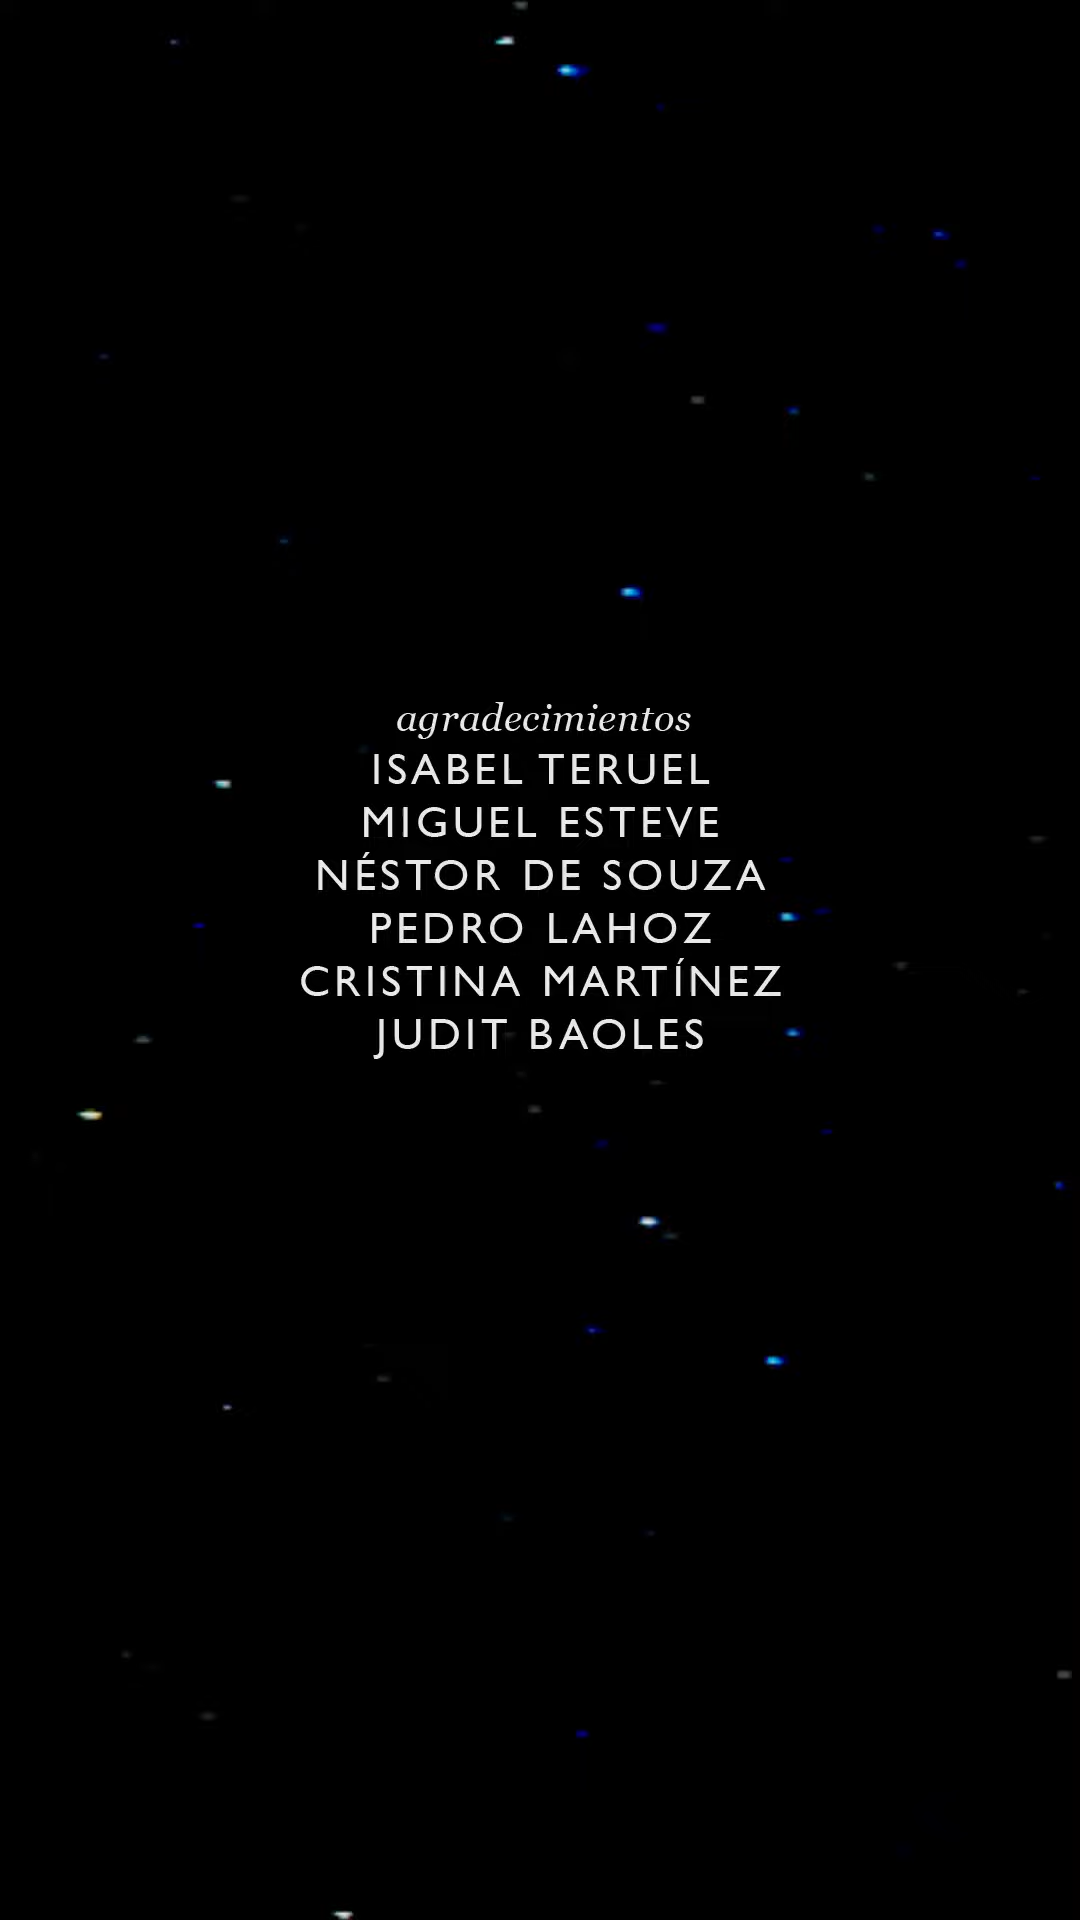 agradecimientos
ISABEL TERUEL
MIGUEL ESTEVE
NÉSTOR DE SOUZA
PEDRO LAHOZ
CRISTINA MARTÍNEZ
JUDIT BAOLES